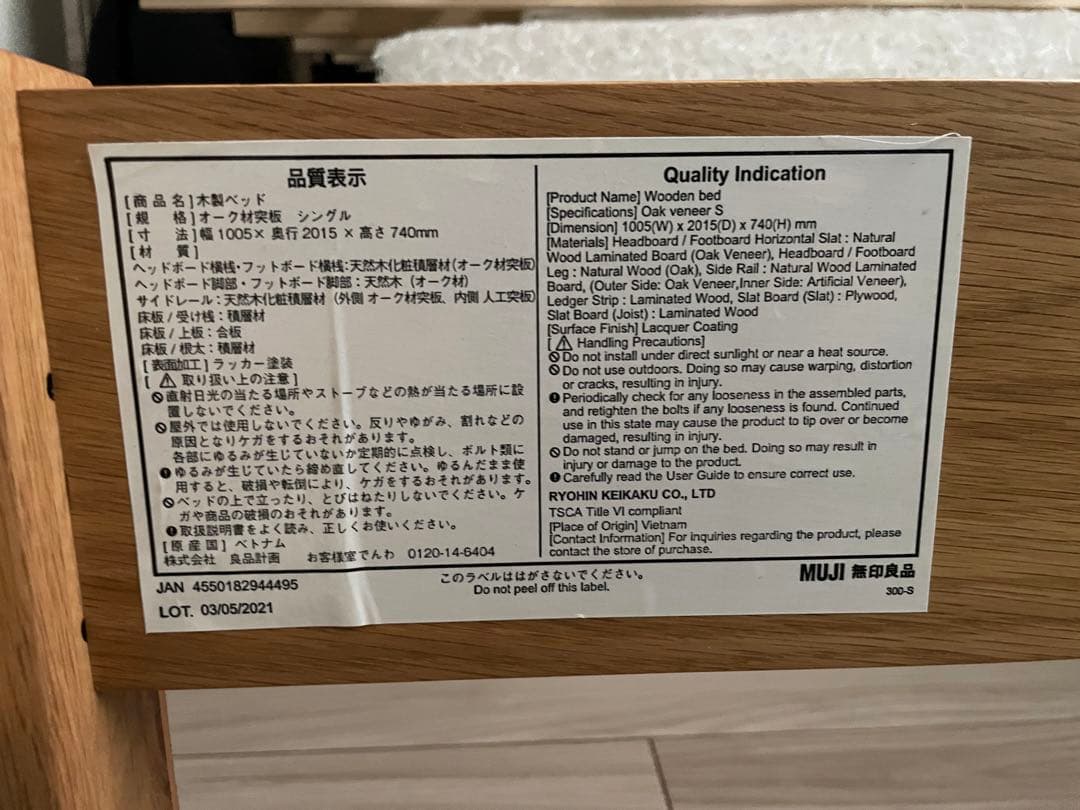 品質表示
[商 品 名]木製ベッド
[規　　格]オーク材突板　シングル
[寸　　法]幅 1005× 奥行 2015 × 高さ 740mm
[材　　質]
ヘッドボード横桟・フットボード横桟:天然木化粧積層材(オーク材突板)
ヘッドボード脚部・フットボード脚部:天然木（オーク材）
サイドレール:天然木化粧積層材（外側 オーク材突板、内側 人工突板)
床板/受け桟:積層材
床板/上板:合板
床板/根太:積層材
[表面加工]ラッカー塗装
[ ⚠ 取り扱い上の注意 ]
直射日光の当たる場所やストーブなどの熱が当たる場所に設
置しないでください。
屋外では使用しないでください。反りやゆがみ、割れなどの
原因となりケガをするおそれがあります。
各部にゆるみが生じていないか定期的に点検し、ボルト類に
ゆるみが生じていたら締め直してください。ゆるんだまま使
用すると、破損や転倒により、ケガをするおそれがあります。
ベッドの上で立ったり、とびはねたりしないでください。ケ
ガや商品の破損のおそれがあります。
取扱説明書をよく読み、正しくお使いください。
[原 産 国] ベトナム
株式会社　良品計画　お客様室でんわ　0120-14-6404
Quality Indication
[Product Name] Wooden bed
[Specifications] Oak veneer S
[Dimension] 1005(W) x 2015(D) x 740(H) mm
[Materials] Headboard / Footboard Horizontal Slat : Natural
Wood Laminated Board (Oak Veneer), Headboard / Footboard
Leg : Natural Wood (Oak), Side Rail : Natural Wood Laminated
Board, (Outer Side: Oak Veneer,Inner Side: Artificial Veneer),
Ledger Strip : Laminated Wood, Slat Board (Slat) : Plywood,
Slat Board (Joist) : Laminated Wood
[Surface Finish] Lacquer Coating
[ ⚠ Handling Precautions]
Do not install under direct sunlight or near a heat source.
Do not use outdoors. Doing so may cause warping, distortion
or cracks, resulting in injury.
Periodically check for any looseness in the assembled parts,
and retighten the bolts if any looseness is found. Continued
use in this state may cause the product to tip over or become
damaged, resulting in injury.
Do not stand or jump on the bed. Doing so may result in
injury or damage to the product.
Carefully read the User Guide to ensure correct use.
RYOHIN KEIKAKU CO., LTD
TSCA Title VI compliant
[Place of Origin] Vietnam
[Contact Information] For inquiries regarding the product, please
contact the store of purchase.
JAN 4550182944495
LOT. 03/05/2021
このラベルははがさないでください。
Do not peel off this label.
MUJI 無印良品
300-S